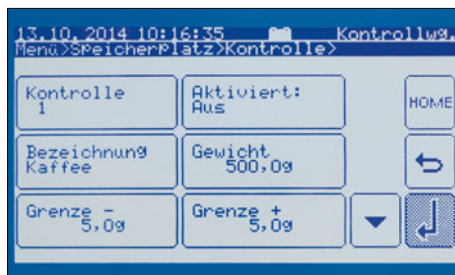 13.10.2014 10:16:35 Kontrollwg.
Menü>Speicherplatz>Kontrolle>
Kontrolle
1
Aktiviert:
Aus
HOME
Bezeichnung
Kaffee
Gewicht
500,0g
Grenze -
5,0g
Grenze +
5,0g